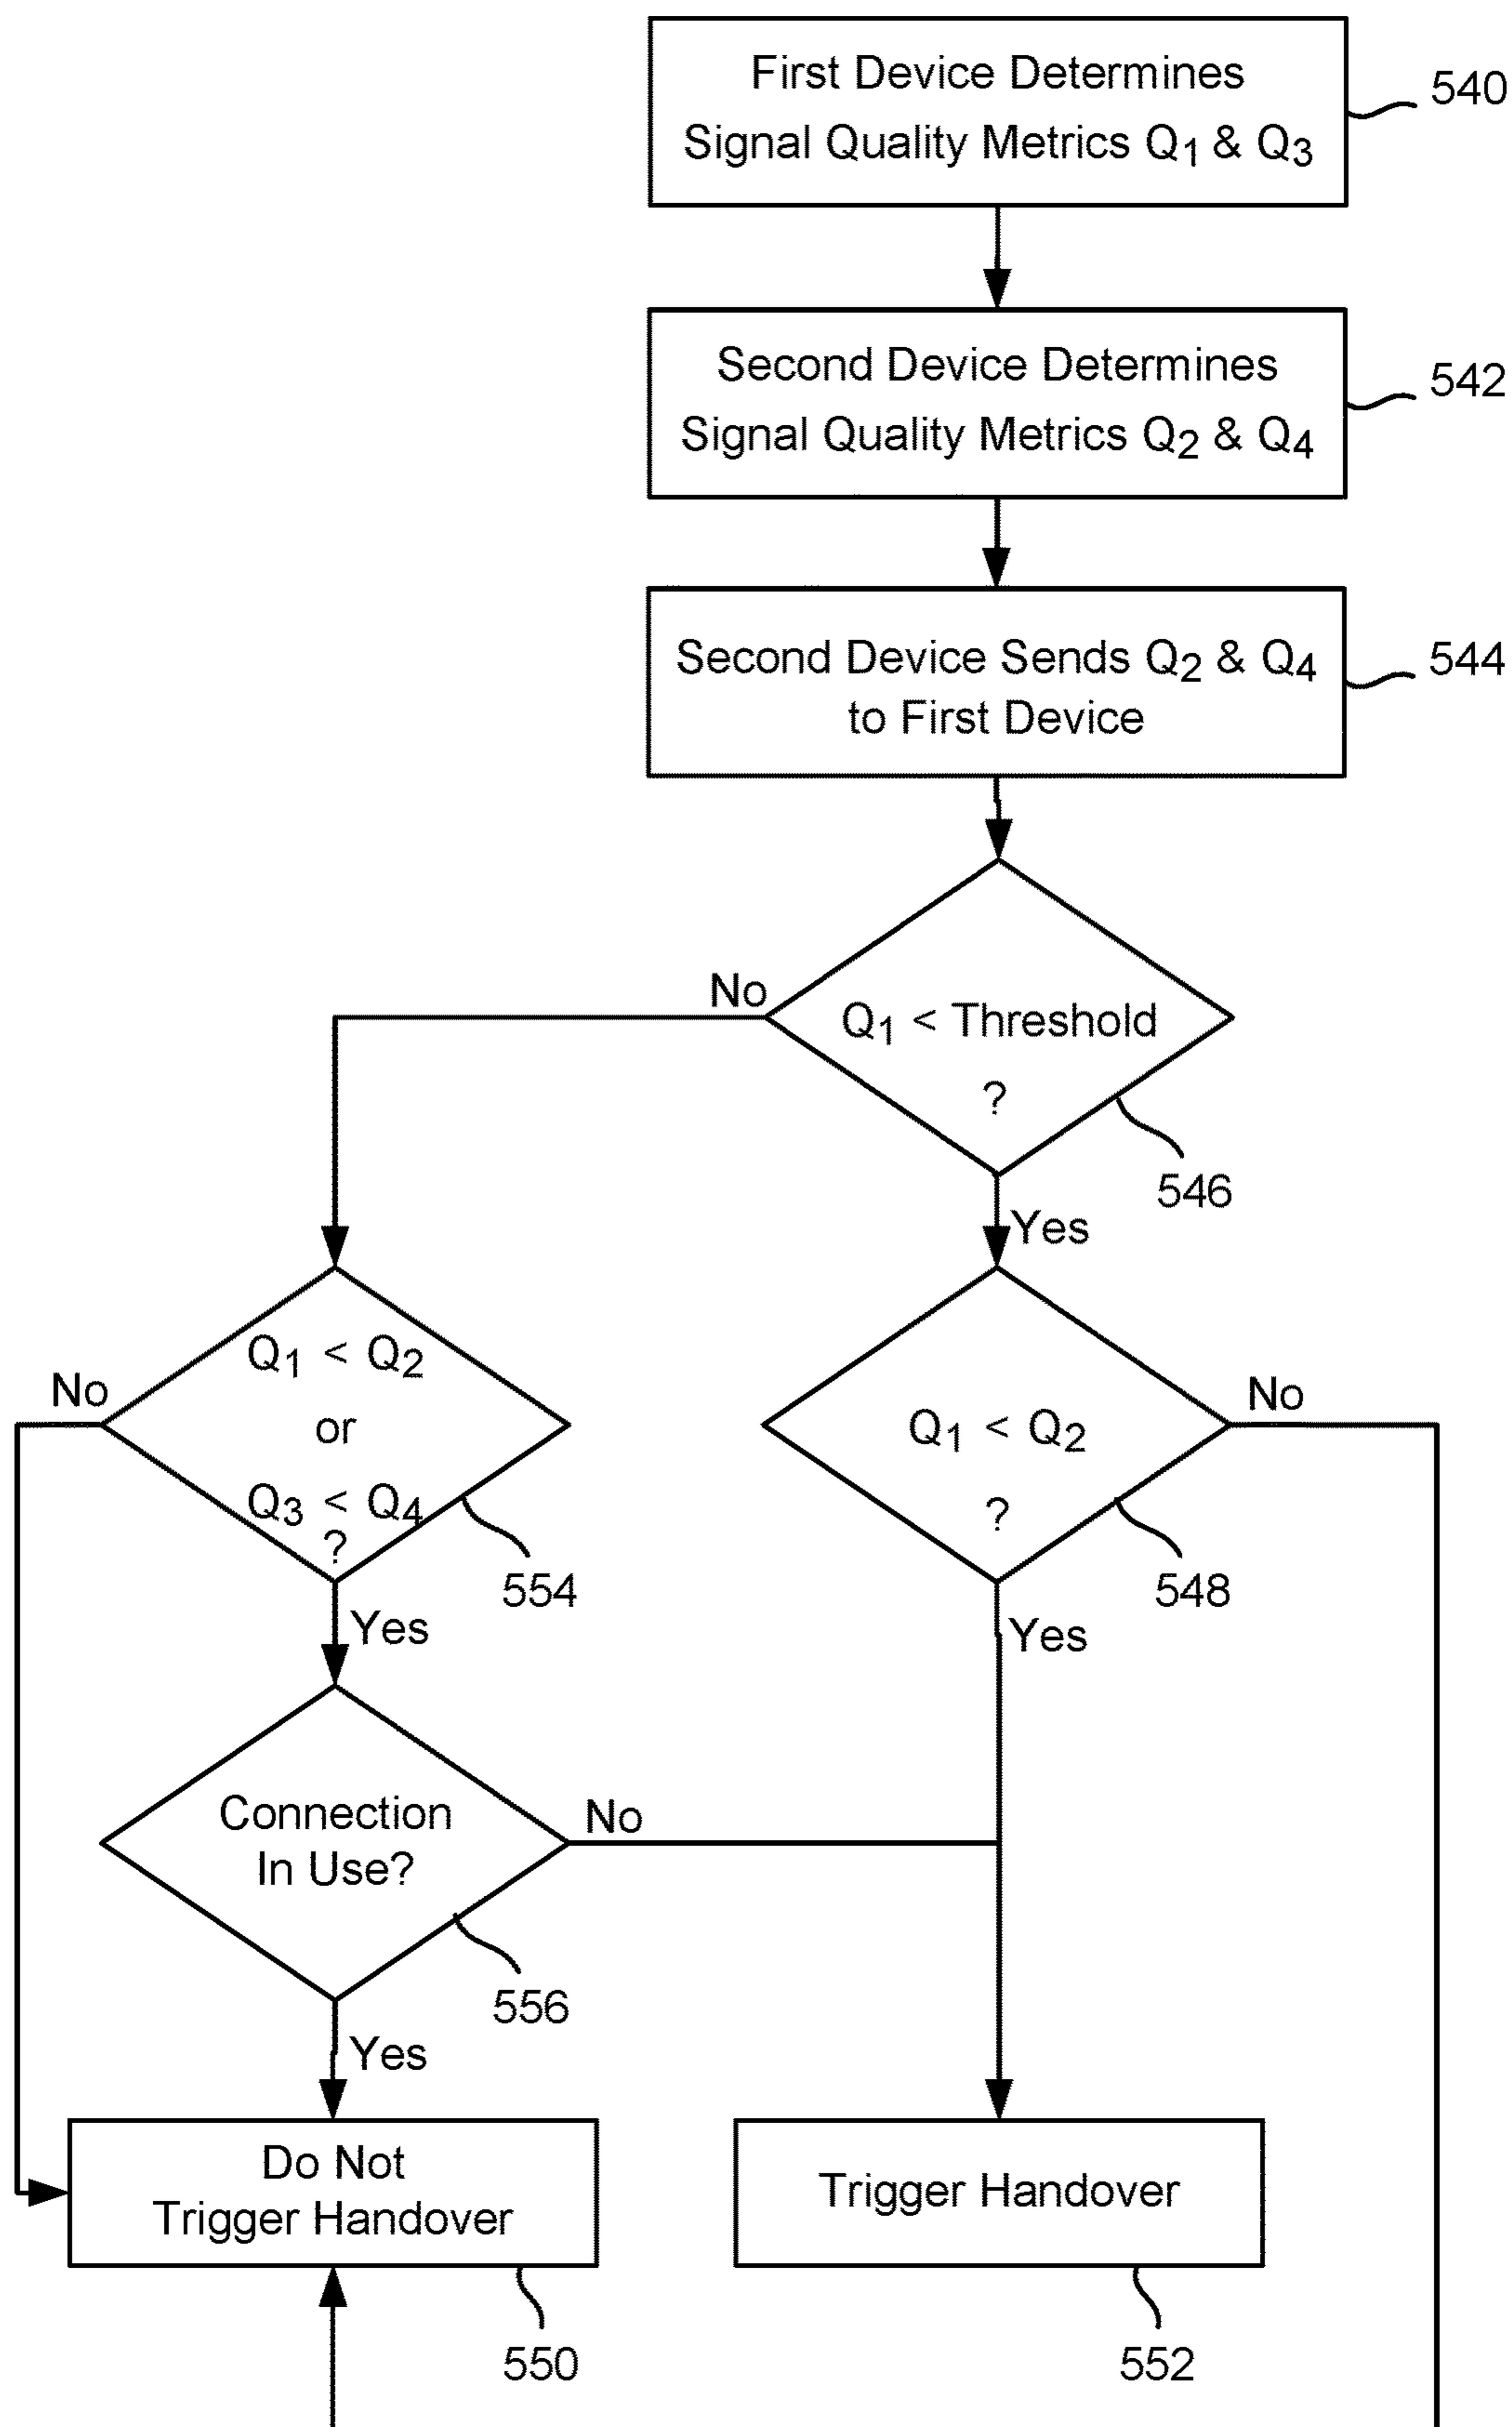 First Device Determines
Signal Quality Metrics Q1 & Q3
540
Second Device Determines
Signal Quality Metrics Q2 & Q4
542
Second Device Sends Q2 & Q4
to First Device
544
No
Q1 < Threshold
?
546
Yes
Q1 < Q2
or
Q3 < Q4
?
No
554
Yes
Q1 < Q2
?
No
548
Yes
Connection
In Use?
No
556
Yes
Do Not
Trigger Handover
550
Trigger Handover
552